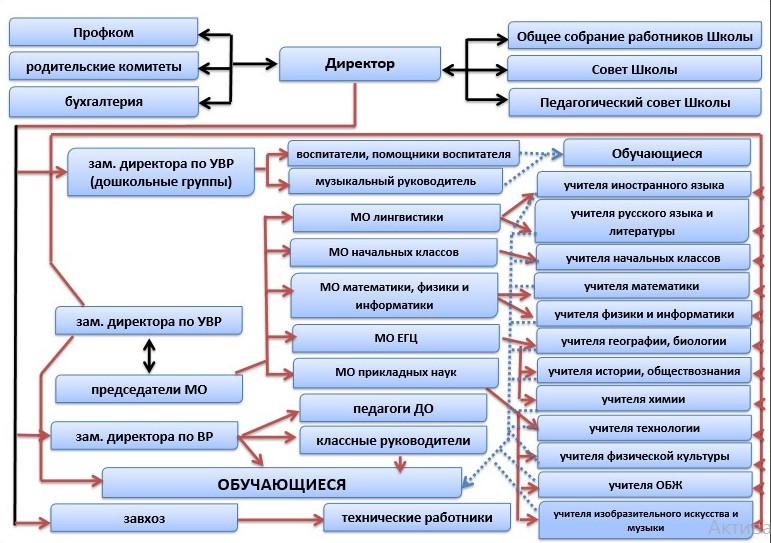 Профком
родительские комитеты
бухгалтерия
Директор
Общее собрание работников Школы
Совет Школы
Педагогический совет Школы
зам. директора по УВР
(дошкольные группы)
воспитатели, помощники воспитателя
музыкальный руководитель
Обучающиеся
МО лингвистики
МО начальных классов
МО математики, физики и
информатики
МО ЕГЦ
МО прикладных наук
учителя иностранного языка
учителя русского языка и
литературы
учителя начальных классов
учителя математики
учителя физики и информатики
учителя географии, биологии
учителя истории, обществознания
учителя химии
учителя технологии
учителя физической культуры
учителя ОБЖ
учителя изобразительного искусства и
музыки
зам. директора по УВР
председатели МО
зам. директора по ВР
педагоги ДО
классные руководители
ОБУЧАЮЩИЕСЯ
завхоз
технические работники